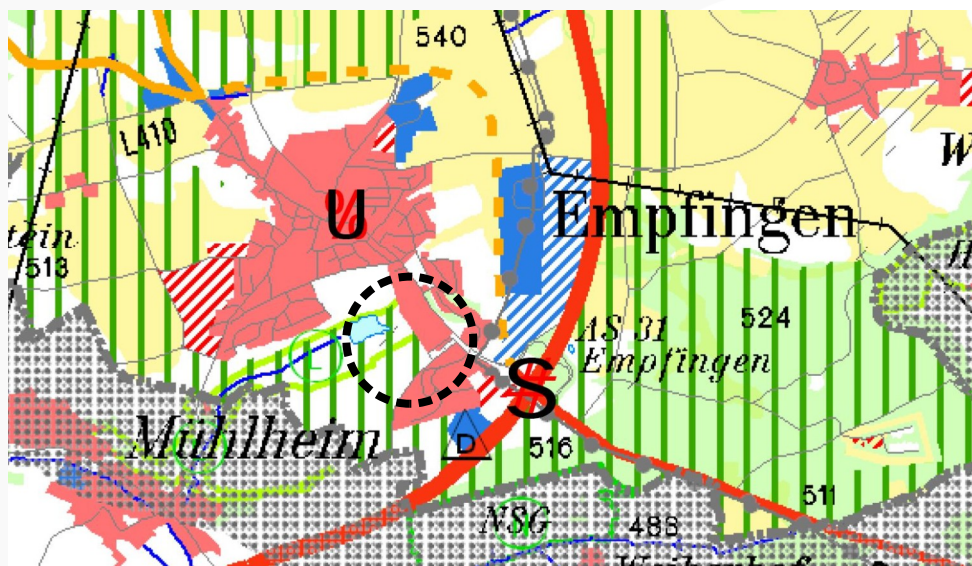 540
L410
W
U
%
Empfingen
tein
513
524
AS 31
Empfingen
L
S
Mühlheim
D
516
511
NSG
488